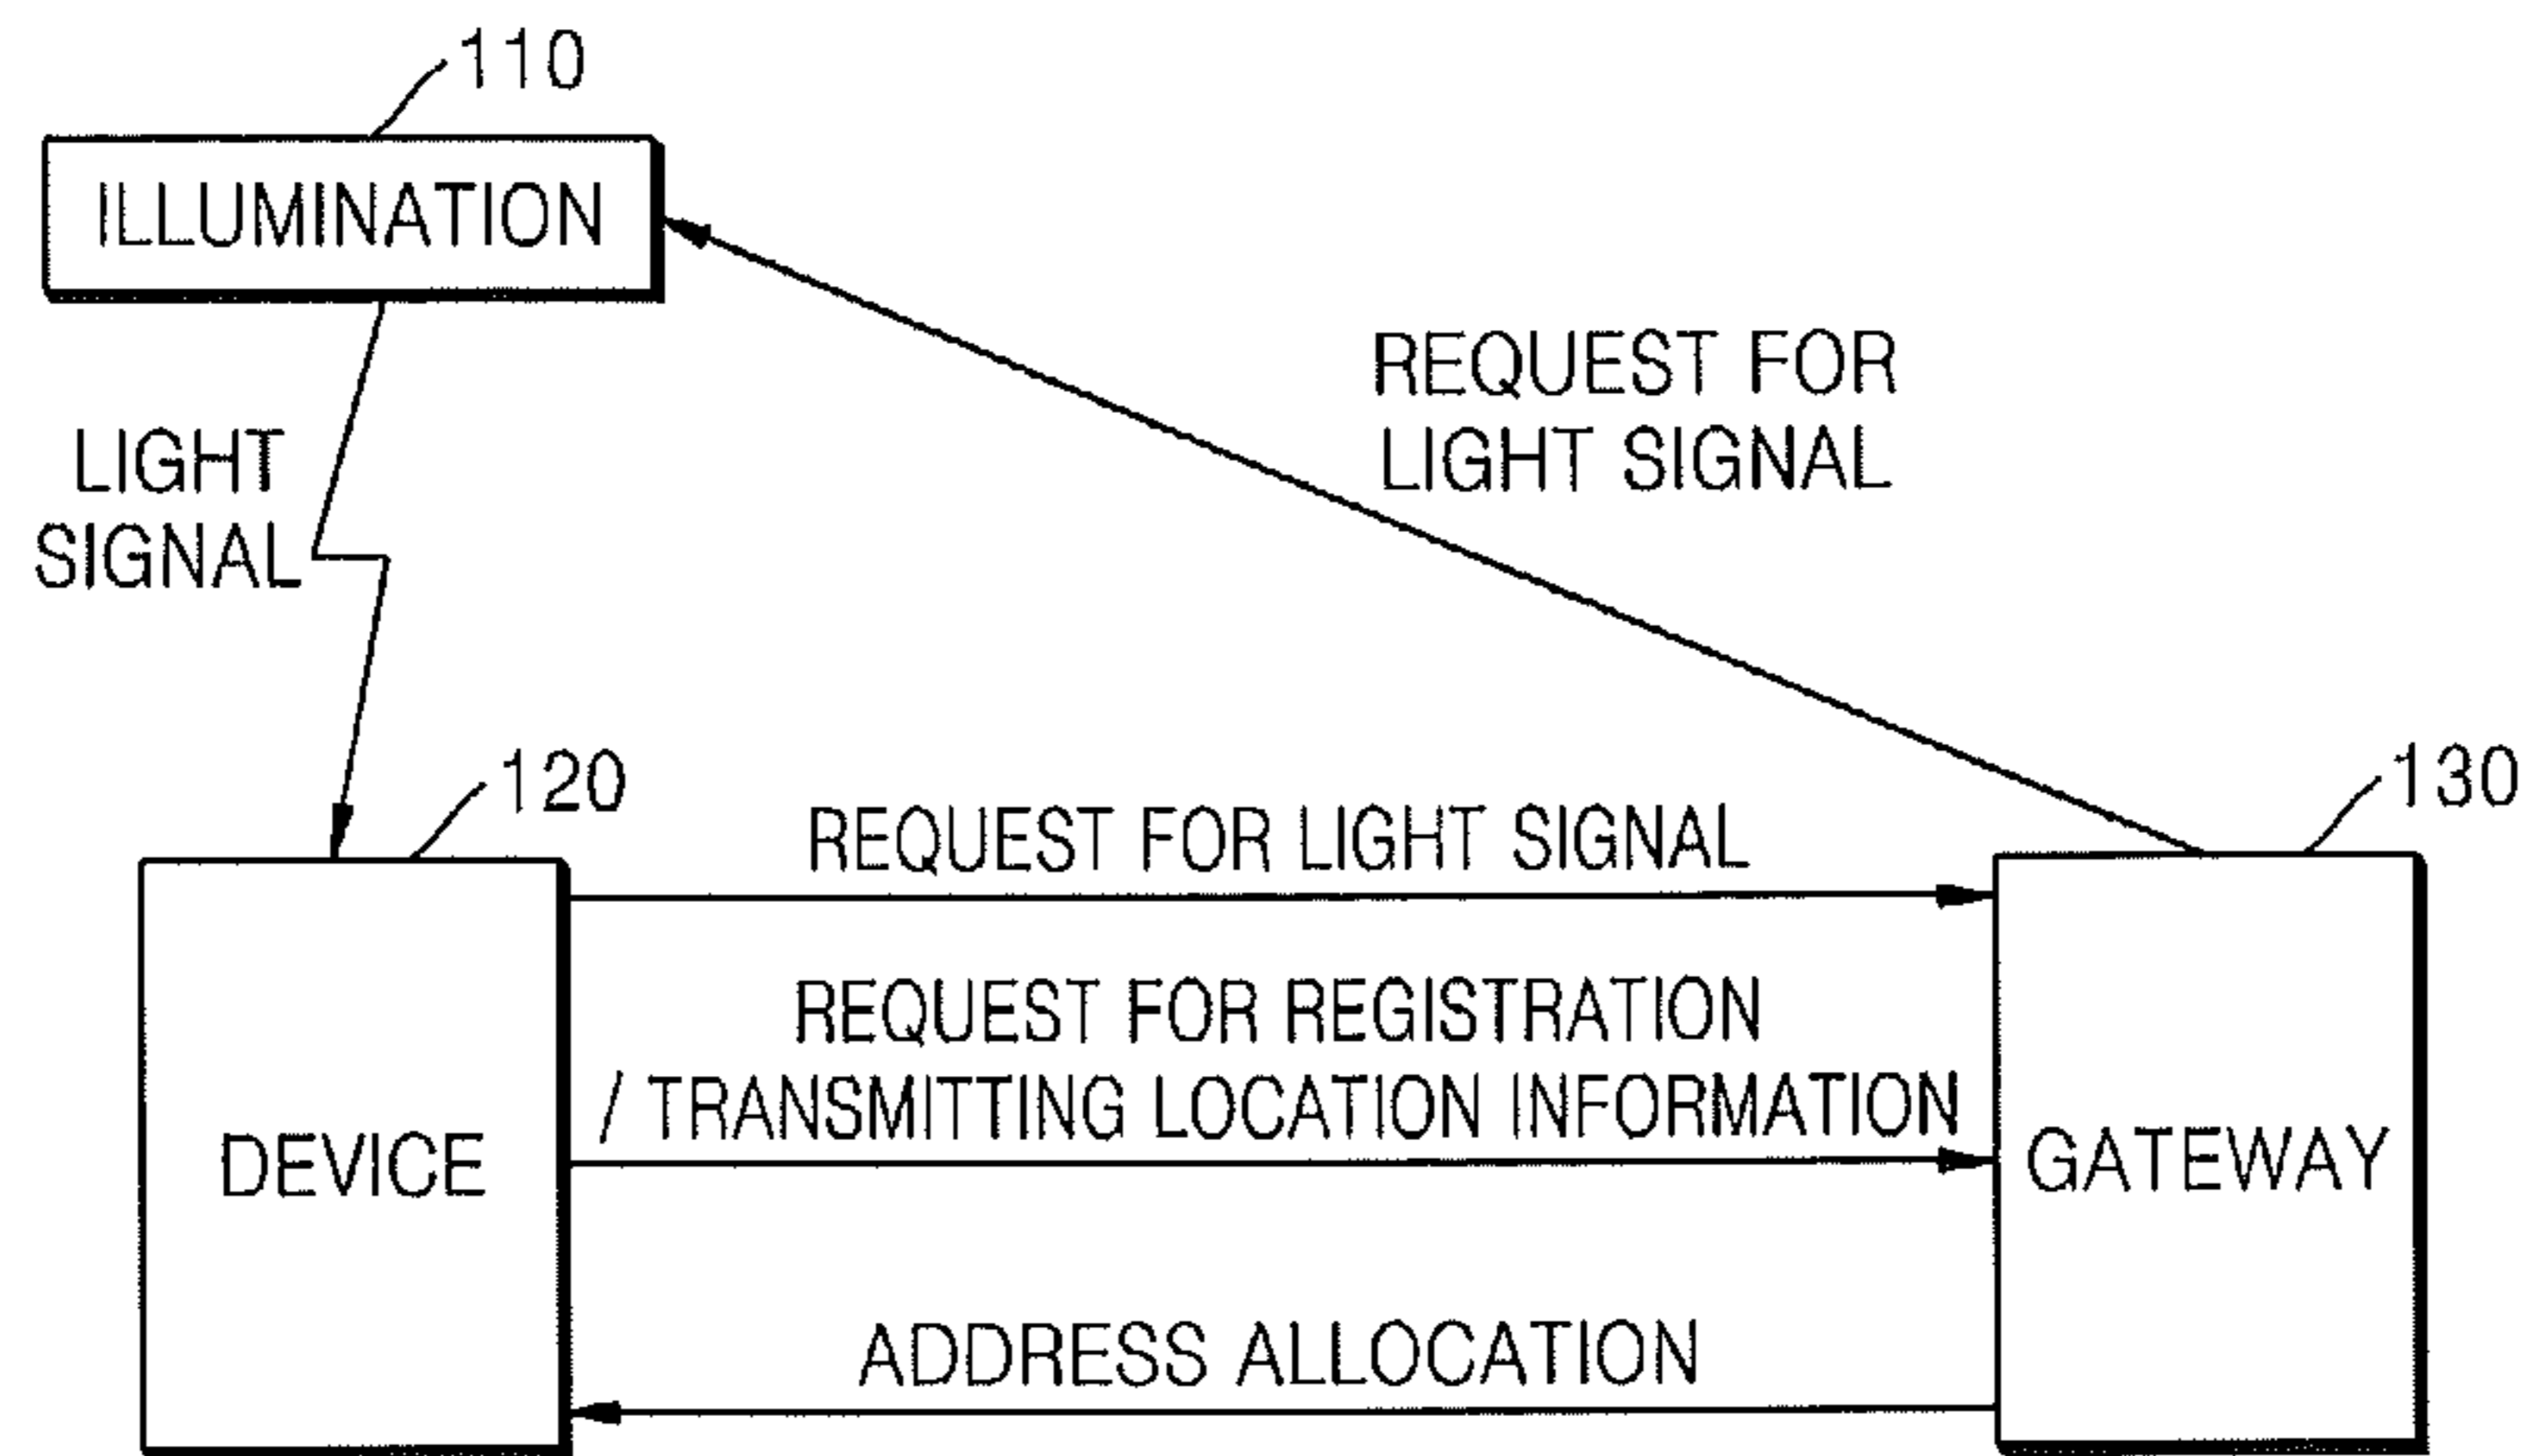 110
ILLUMINATION
REQUEST FOR
LIGHT SIGNAL
LIGHT
SIGNAL
120
130
REQUEST FOR LIGHT SIGNAL
REQUEST FOR REGISTRATION
/ TRANSMITTING LOCATION INFORMATION
DEVICE
GATEWAY
ADDRESS ALLOCATION